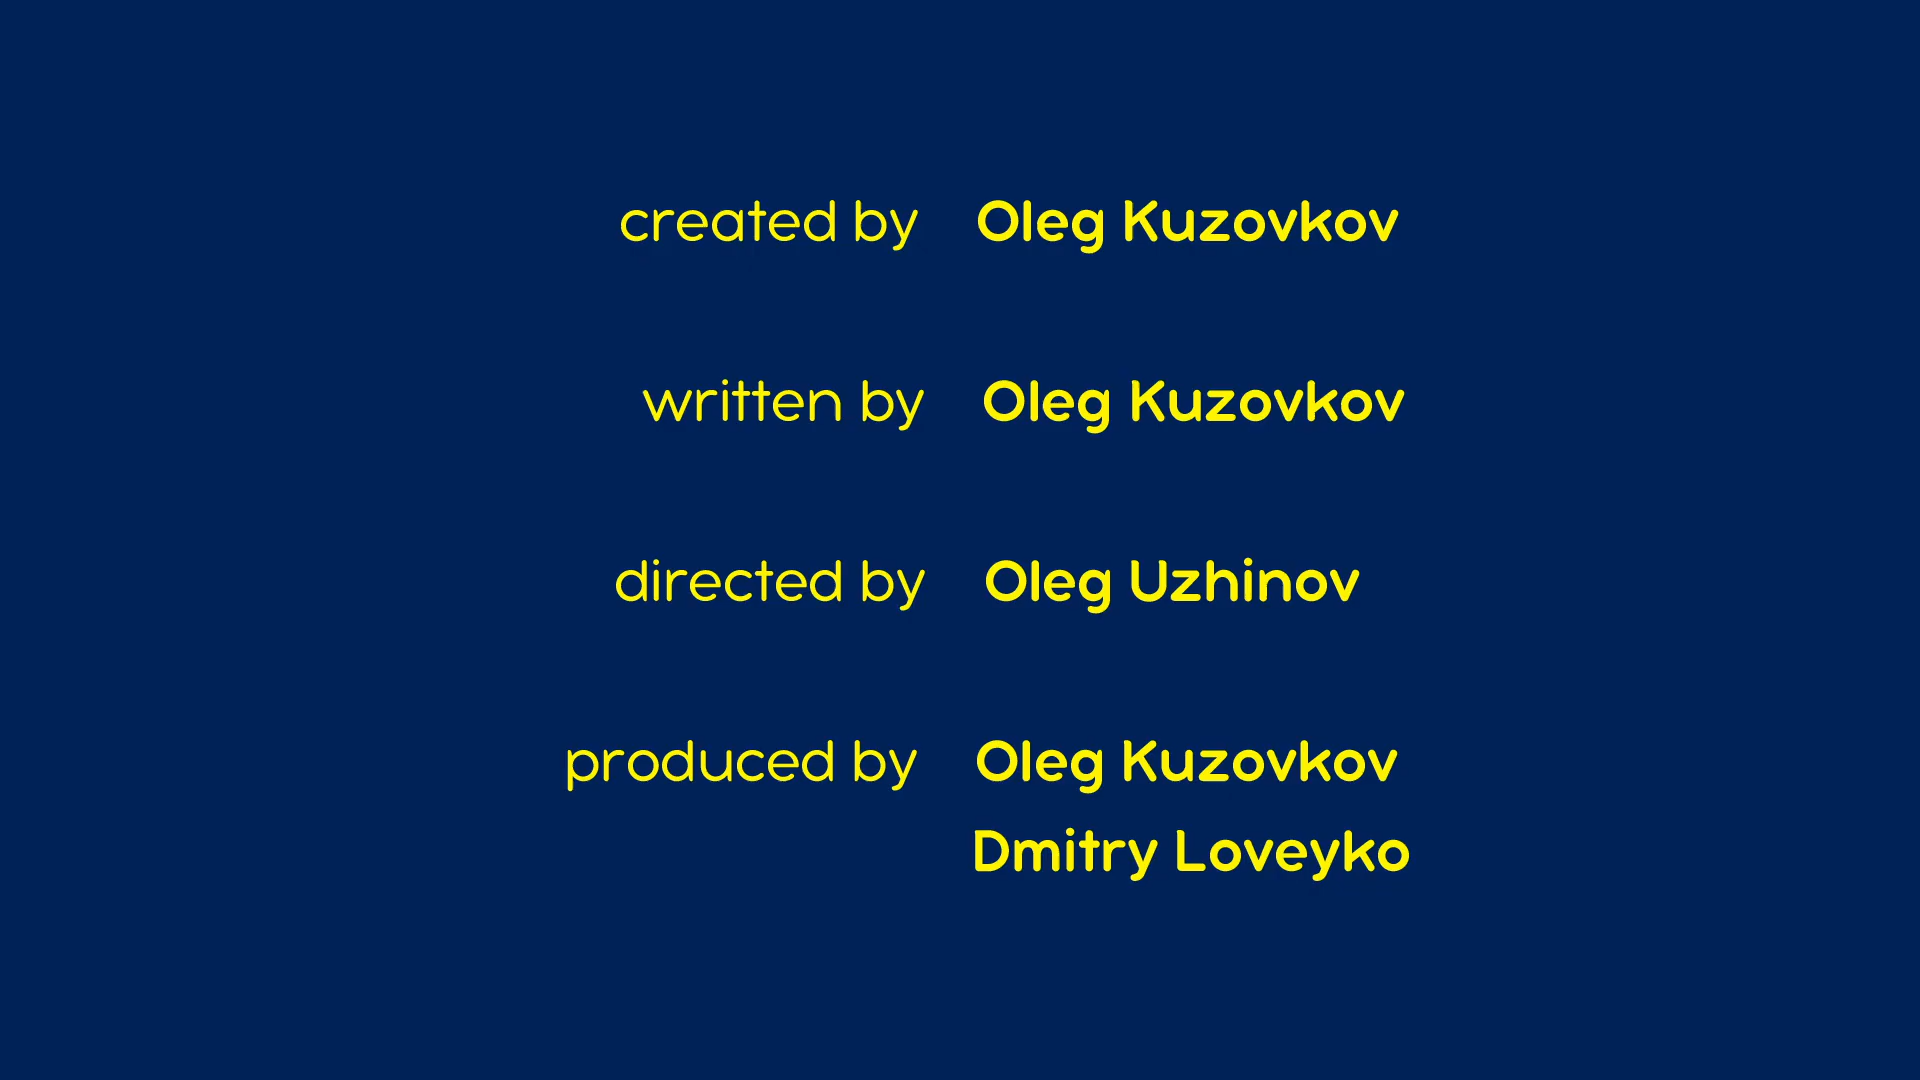 created by Oleg Kuzovkov
written by Oleg Kuzovkov
directed by Oleg Uzhinov
produced by Oleg Kuzovkov
Dmitry Loveyko